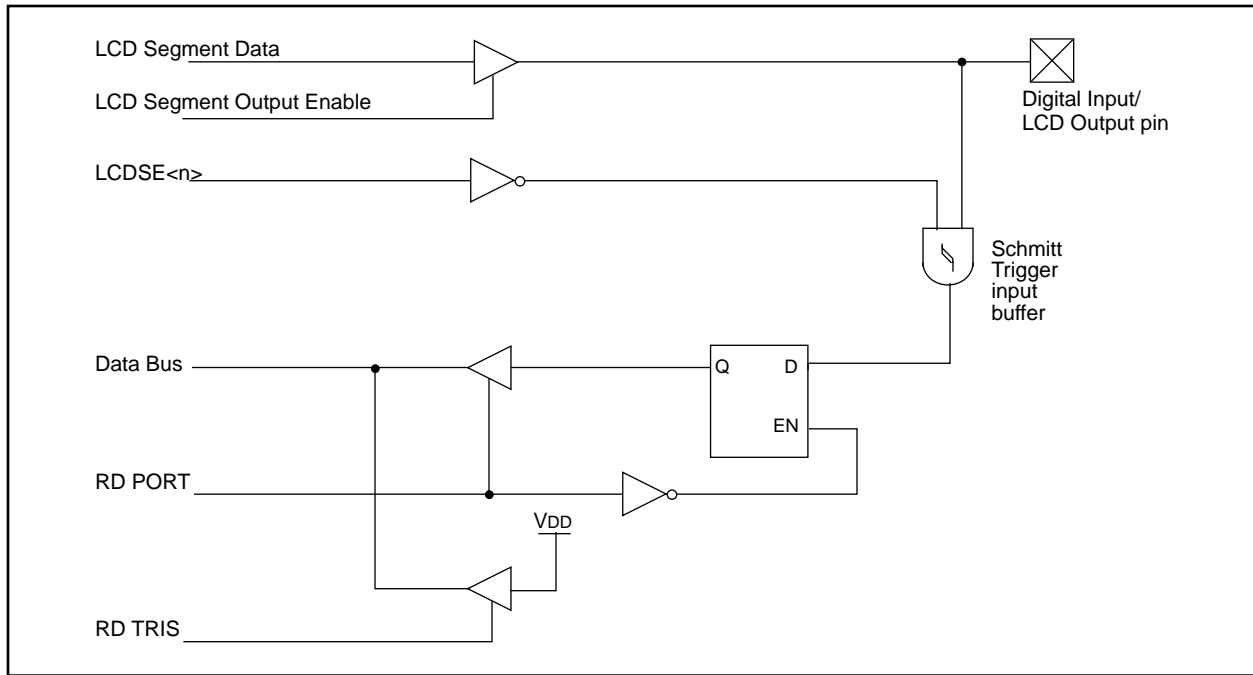 LCD Segment Data
LCD Segment Output Enable
Digital Input/
LCD Output pin
LCDSE<n>
Schmitt
Trigger
input
buffer
Data Bus
Q
D
EN
RD PORT
VDD
RD TRIS